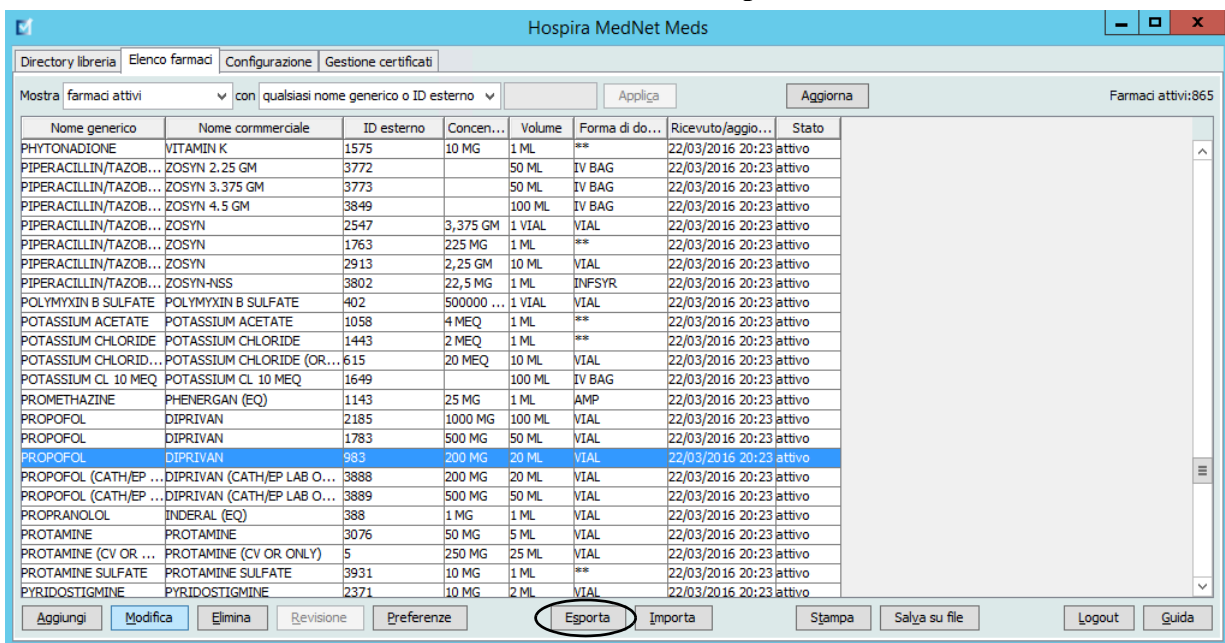 Hospira MedNet Meds
Directory libreria Elenco farmaci Configurazione Gestione certificati
Mostra farmaci attivi con qualsiasi nome generico o ID esterno Applica Aggiorna Farmaci attivi:865
Nome generico Nome cormmerciale ID esterno Concen... Volume Forma di do... Ricevuto/aggio... Stato
PHYTONADIONE VITAMIN K 1575 10 MG 1 ML ** 22/03/2016 20:23 attivo
PIPERACILLIN/TAZOB... ZOSYN 2.25 GM 3772 50 ML IV BAG 22/03/2016 20:23 attivo
PIPERACILLIN/TAZOB... ZOSYN 3.375 GM 3773 50 ML IV BAG 22/03/2016 20:23 attivo
PIPERACILLIN/TAZOB... ZOSYN 4.5 GM 3849 100 ML IV BAG 22/03/2016 20:23 attivo
PIPERACILLIN/TAZOB... ZOSYN 2547 3,375 GM 1 VIAL VIAL 22/03/2016 20:23 attivo
PIPERACILLIN/TAZOB... ZOSYN 1763 225 MG 1 ML ** 22/03/2016 20:23 attivo
PIPERACILLIN/TAZOB... ZOSYN 2913 2,25 GM 10 ML VIAL 22/03/2016 20:23 attivo
PIPERACILLIN/TAZOB... ZOSYN-NSS 3802 22,5 MG 1 ML INFSYR 22/03/2016 20:23 attivo
POLYMYXIN B SULFATE POLYMYXIN B SULFATE 402 500000 ... 1 VIAL VIAL 22/03/2016 20:23 attivo
POTASSIUM ACETATE POTASSIUM ACETATE 1058 4 MEQ 1 ML ** 22/03/2016 20:23 attivo
POTASSIUM CHLORIDE POTASSIUM CHLORIDE 1443 2 MEQ 1 ML ** 22/03/2016 20:23 attivo
POTASSIUM CHLORID... POTASSIUM CHLORIDE (OR... 615 20 MEQ 10 ML VIAL 22/03/2016 20:23 attivo
POTASSIUM CL 10 MEQ POTASSIUM CL 10 MEQ 1649 100 ML IV BAG 22/03/2016 20:23 attivo
PROMETHAZINE PHENERGAN (EQ) 1143 25 MG 1 ML AMP 22/03/2016 20:23 attivo
PROPOFOL DIPRIVAN 2185 1000 MG 100 ML VIAL 22/03/2016 20:23 attivo
PROPOFOL DIPRIVAN 1783 500 MG 50 ML VIAL 22/03/2016 20:23 attivo
PROPOFOL DIPRIVAN 983 200 MG 20 ML VIAL 22/03/2016 20:23 attivo
PROPOFOL (CATH/EP ... DIPRIVAN (CATH/EP LAB O... 3888 200 MG 20 ML VIAL 22/03/2016 20:23 attivo
PROPOFOL (CATH/EP ... DIPRIVAN (CATH/EP LAB O... 3889 500 MG 50 ML VIAL 22/03/2016 20:23 attivo
PROPRANOLOL INDERAL (EQ) 388 1 MG 1 ML VIAL 22/03/2016 20:23 attivo
PROTAMINE PROTAMINE 3076 50 MG 5 ML VIAL 22/03/2016 20:23 attivo
PROTAMINE (CV OR ... PROTAMINE (CV OR ONLY) 5 250 MG 25 ML VIAL 22/03/2016 20:23 attivo
PROTAMINE SULFATE PROTAMINE SULFATE 3931 10 MG 1 ML ** 22/03/2016 20:23 attivo
PYRIDOSTIGMINE PYRIDOSTIGMINE 2371 10 MG 2 ML VIAL 22/03/2016 20:23 attivo
Aggiungi Modifica Elimina Revisione Preferenze Esporta Importa Stampa Salva su file Logout Guida